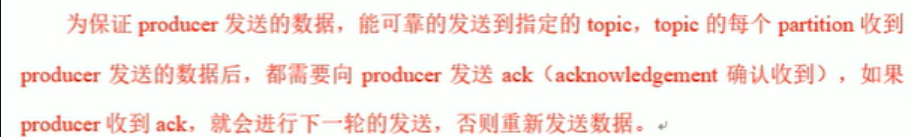 为保证 producer 发送的数据，能可靠的发送到指定的 topic，topic 的每个 partition 收到
producer 发送的数据后，都需要向 producer 发送 ack（acknowledgement 确认收到），如果
producer 收到 ack，就会进行下一轮的发送，否则重新发送数据。